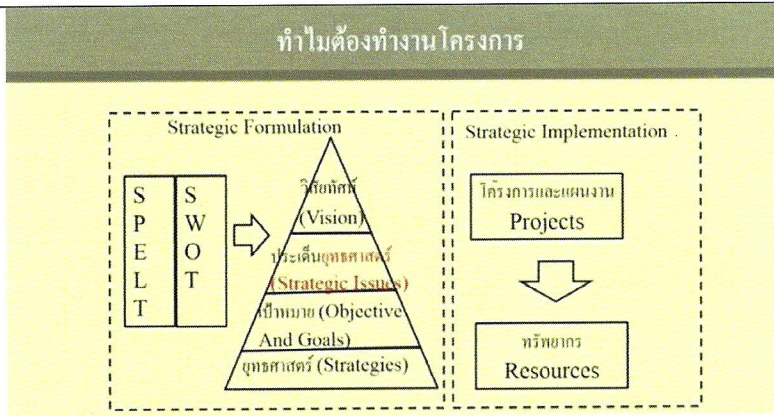 ทำไมต้องทำงานโครงการ
Strategic Formulation
SPELT
SWOT
วิสัยทัศน์
(Vision)
ประเด็นยุทธศาสตร์
(Strategic Issues)
เป้าหมาย (Objective
And Goals)
ยุทธศาสตร์ (Strategies)
Strategic Implementation
โครงการและแผนงาน
Projects
ทรัพยากร
Resources